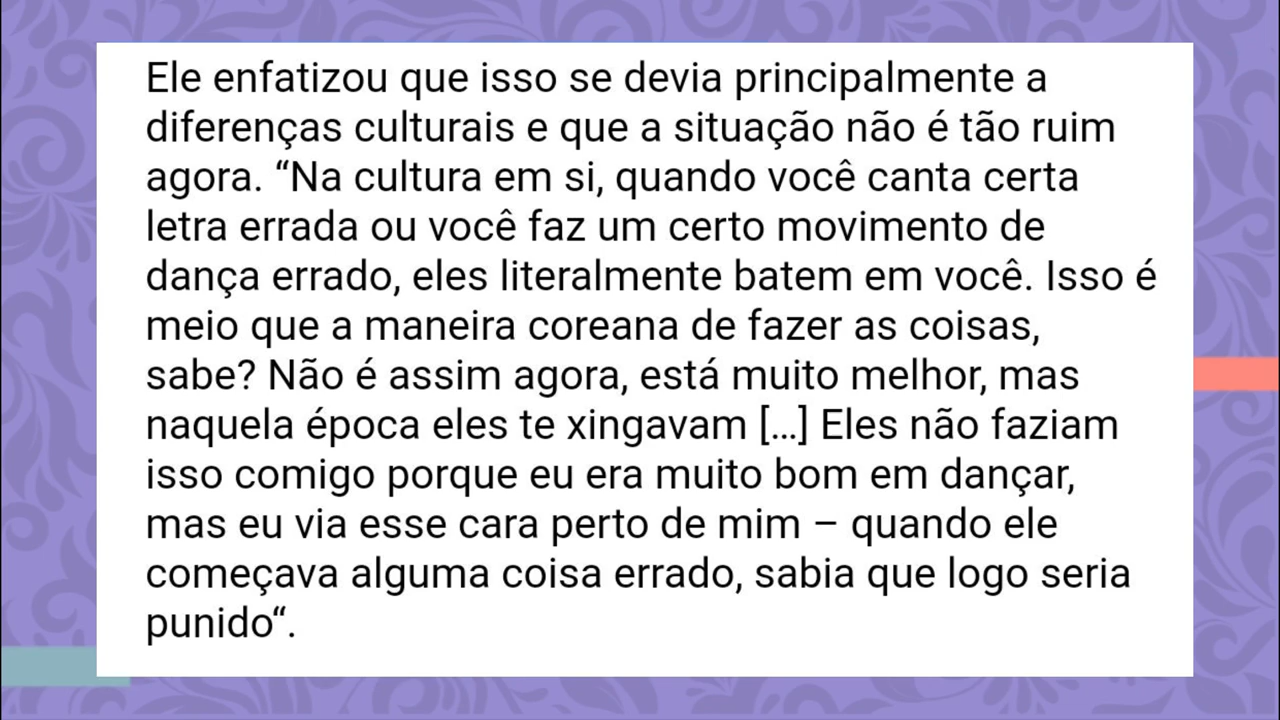 Ele enfatizou que isso se devia principalmente a
diferenças culturais e que a situação não é tão ruim
agora. “Na cultura em si, quando você canta certa
letra errada ou você faz um certo movimento de
dança errado, eles literalmente batem em você. Isso é
meio que a maneira coreana de fazer as coisas,
sabe? Não é assim agora, está muito melhor, mas
naquela época eles te xingavam [...] Eles não faziam
isso comigo porque eu era muito bom em dançar,
mas eu via esse cara perto de mim – quando ele
começava alguma coisa errado, sabia que logo seria
punido“.